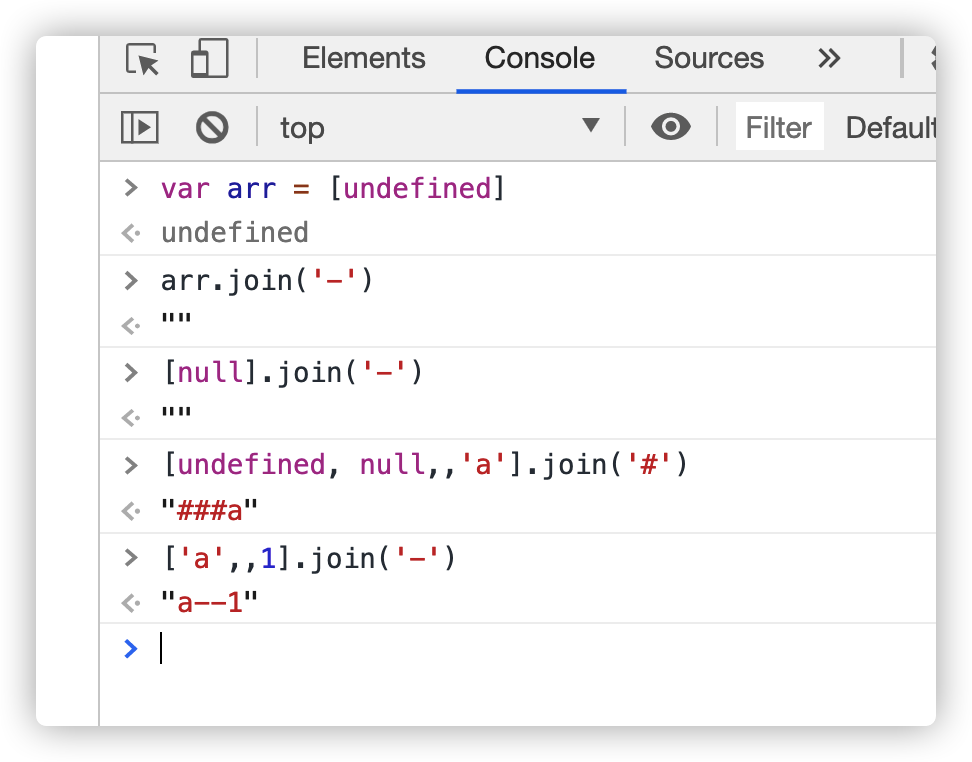 Elements Console Sources
top Filter Default
> var arr = [undefined]
undefined
> arr.join('-')
""
> [null].join('-')
""
> [undefined, null,,'a'].join('#')
"###a"
> ['a',,1].join('-')
"a--1"
>